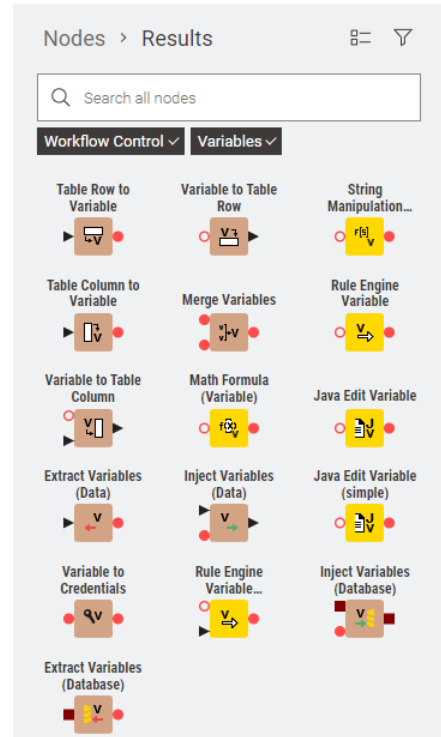 Nodes > Results
Search all nodes
Workflow Control ✓ Variables ✓
Table Row to Variable to Table String
Variable Row Manipulation...
Table Column to Merge Variables Rule Engine
Variable Variable
Variable to Table Math Formula Java Edit Variable
Column (Variable)
Extract Variables Inject Variables Java Edit Variable
(Data) (Data) (simple)
Variable to Rule Engine Inject Variables
Credentials Variable... (Database)
Extract Variables
(Database)